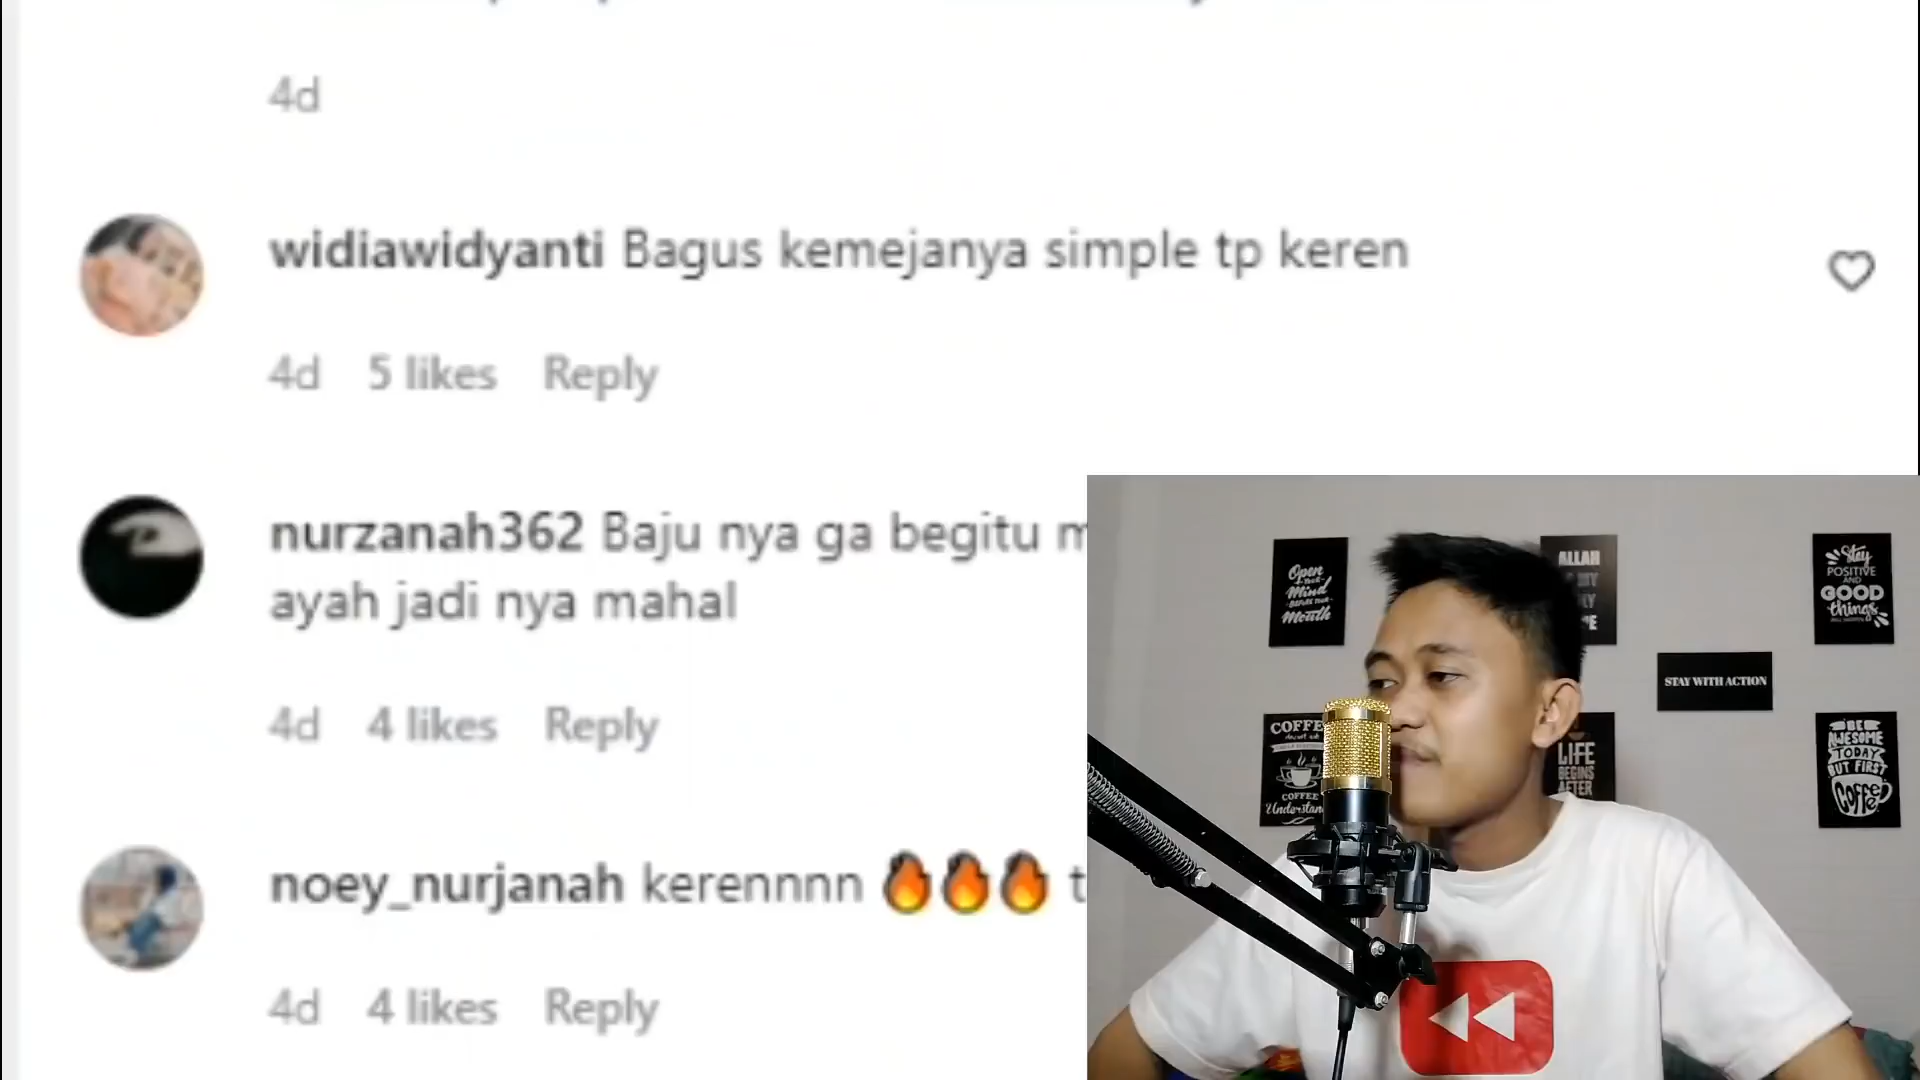 4d
widiawidyanti Bagus kemejanya simple tp keren
4d 5 likes Reply
nurzanah362 Baju nya ga begitu m
ayah jadi nya mahal
4d 4 likes Reply
noey_nurjanah kerennnn 🔥🔥🔥 t
4d 4 likes Reply
Open
Mind
Mouth
ALLAH
Stay
POSITIVE
AND
GOOD
things
STAY WITH ACTION
COFFE
COFFEE
Understan
LIFE
BEGINS
AFTER
BE
AWESOME
TODAY
BUT FIRST
Coffee